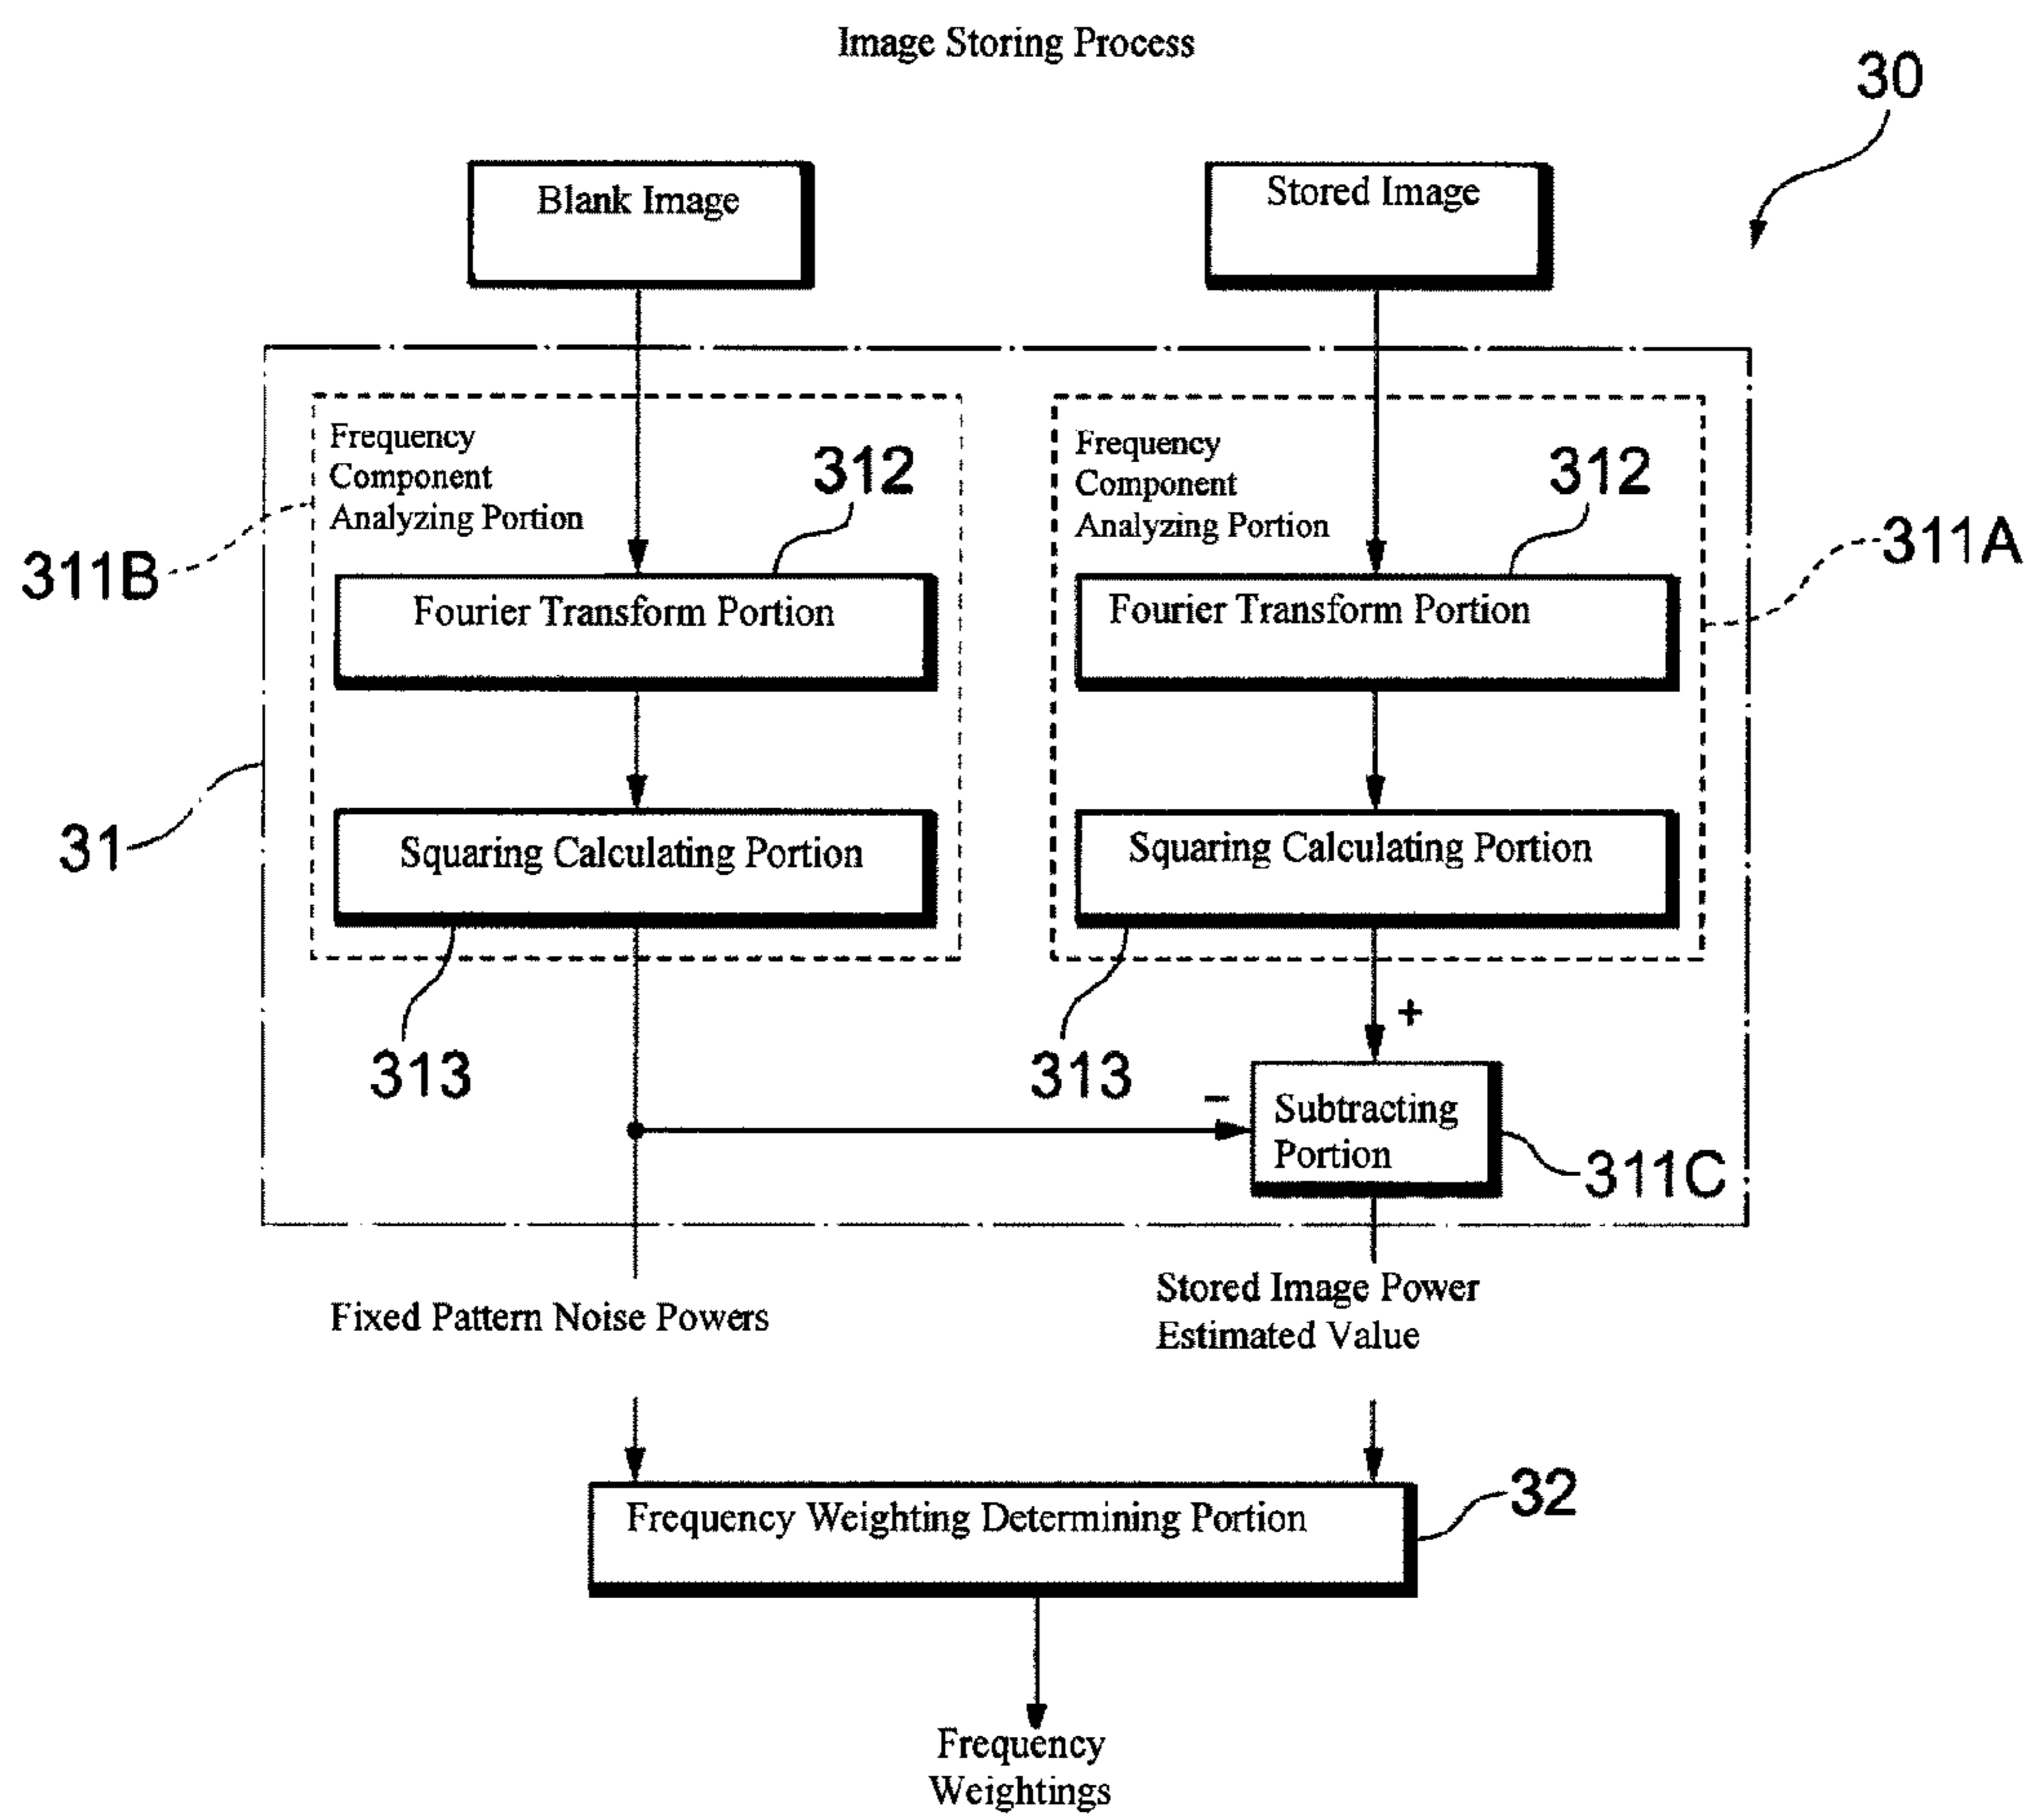 Image Storing Process
30
Blank Image
Stored Image
Frequency
Component
Analyzing Portion
312
Frequency
Component
Analyzing Portion
312
311B
311A
Fourier Transform Portion
Fourier Transform Portion
31
Squaring Calculating Portion
Squaring Calculating Portion
313
313
+
−
Subtracting
Portion
311C
Fixed Pattern Noise Powers
Stored Image Power
Estimated Value
32
Frequency Weighting Determining Portion
Frequency
Weightings